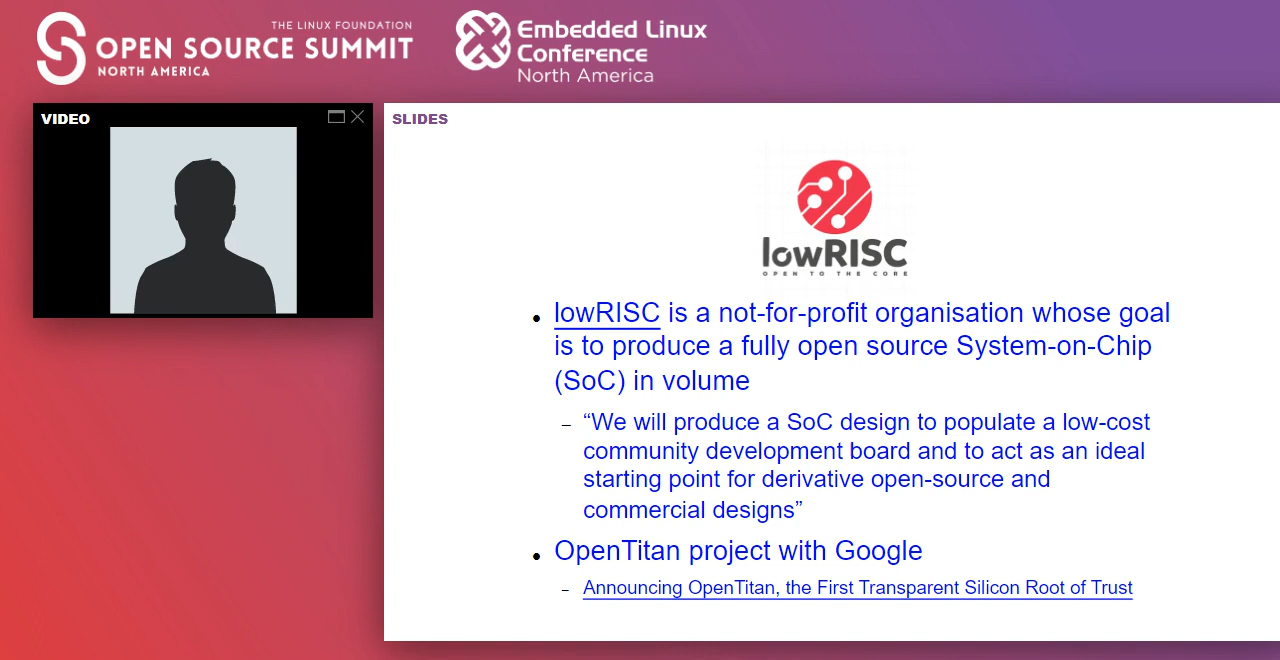 THE LINUX FOUNDATION
OPEN SOURCE SUMMIT
NORTH AMERICA
Embedded Linux
Conference
North America
VIDEO
SLIDES
lowRISC
OPEN TO THE CORE
• lowRISC is a not-for-profit organisation whose goal
is to produce a fully open source System-on-Chip
(SoC) in volume
– “We will produce a SoC design to populate a low-cost
community development board and to act as an ideal
starting point for derivative open-source and
commercial designs”
• OpenTitan project with Google
– Announcing OpenTitan, the First Transparent Silicon Root of Trust